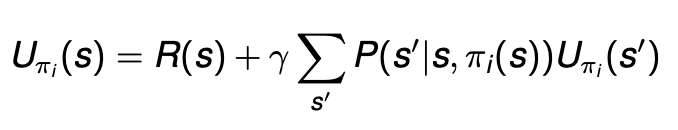 U_{π_i}(s) = R(s) + γ ∑_{s'} P(s'|s, π_i(s))U_{π_i}(s')